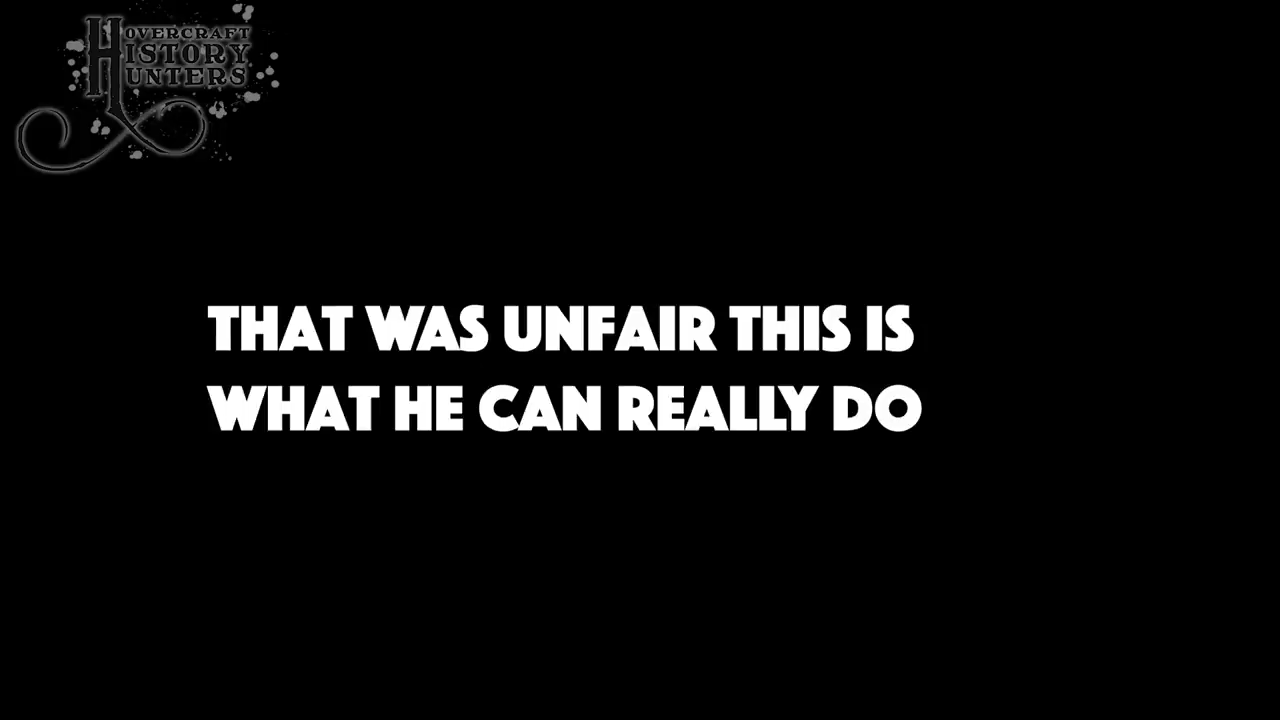 HOVERCRAFT
HISTORY
HUNTERS
THAT WAS UNFAIR THIS IS
WHAT HE CAN REALLY DO